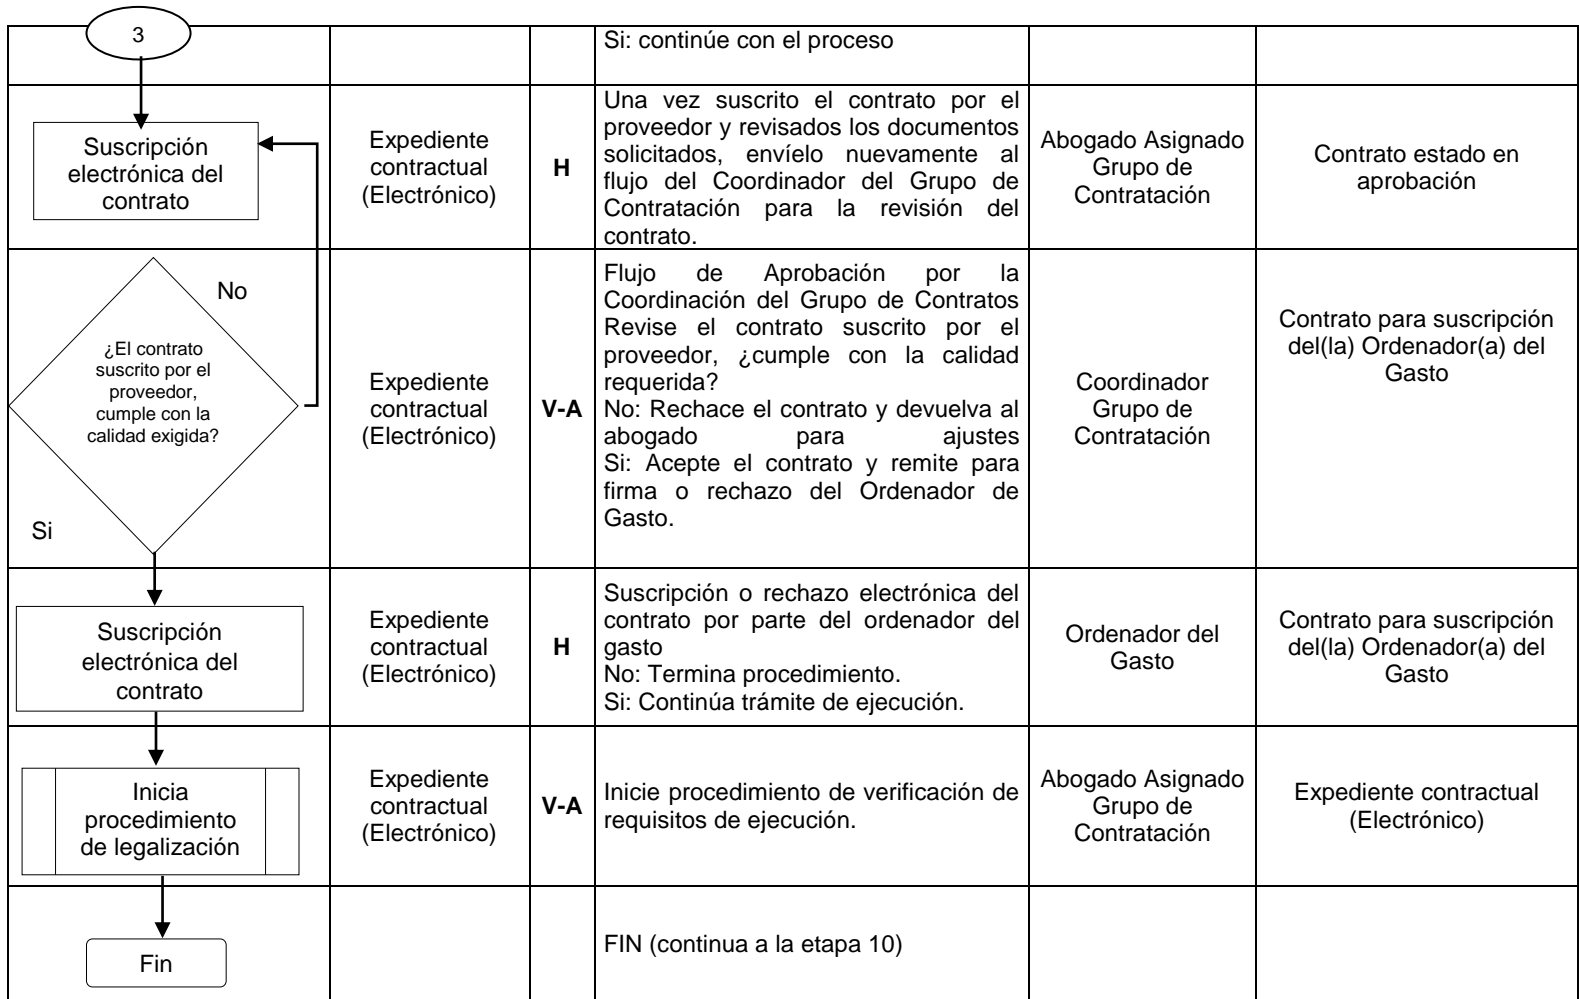 3
Si: continúe con el proceso
Suscripción
electrónica del
contrato
Expediente
contractual
(Electrónico)
H
Una vez suscrito el contrato por el
proveedor y revisados los documentos
solicitados, envíelo nuevamente al
flujo del Coordinador del Grupo de
Contratación para la revisión del
contrato.
Abogado Asignado
Grupo de
Contratación
Contrato estado en
aprobación
No
¿El contrato
suscrito por el
proveedor,
cumple con la
calidad exigida?
Si
Expediente
contractual
(Electrónico)
V-A
Flujo de Aprobación por la
Coordinación del Grupo de Contratos
Revise el contrato suscrito por el
proveedor, ¿cumple con la calidad
requerida?
No: Rechace el contrato y devuelva al
abogado para ajustes
Si: Acepte el contrato y remite para
firma o rechazo del Ordenador de
Gasto.
Coordinador
Grupo de
Contratación
Contrato para suscripción
del(la) Ordenador(a) del
Gasto
Suscripción
electrónica del
contrato
Expediente
contractual
(Electrónico)
H
Suscripción o rechazo electrónica del
contrato por parte del ordenador del
gasto
No: Termina procedimiento.
Si: Continúa trámite de ejecución.
Ordenador del
Gasto
Contrato para suscripción
del(la) Ordenador(a) del
Gasto
Inicia
procedimiento
de legalización
Expediente
contractual
(Electrónico)
V-A
Inicie procedimiento de verificación de
requisitos de ejecución.
Abogado Asignado
Grupo de
Contratación
Expediente contractual
(Electrónico)
Fin
FIN (continua a la etapa 10)